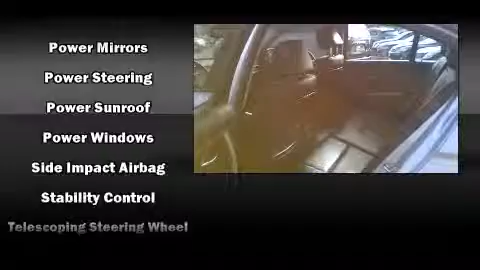 Power Mirrors
Power Steering
Power Sunroof
Power Windows
Side Impact Airbag
Stability Control
Telescoping Steering Wheel